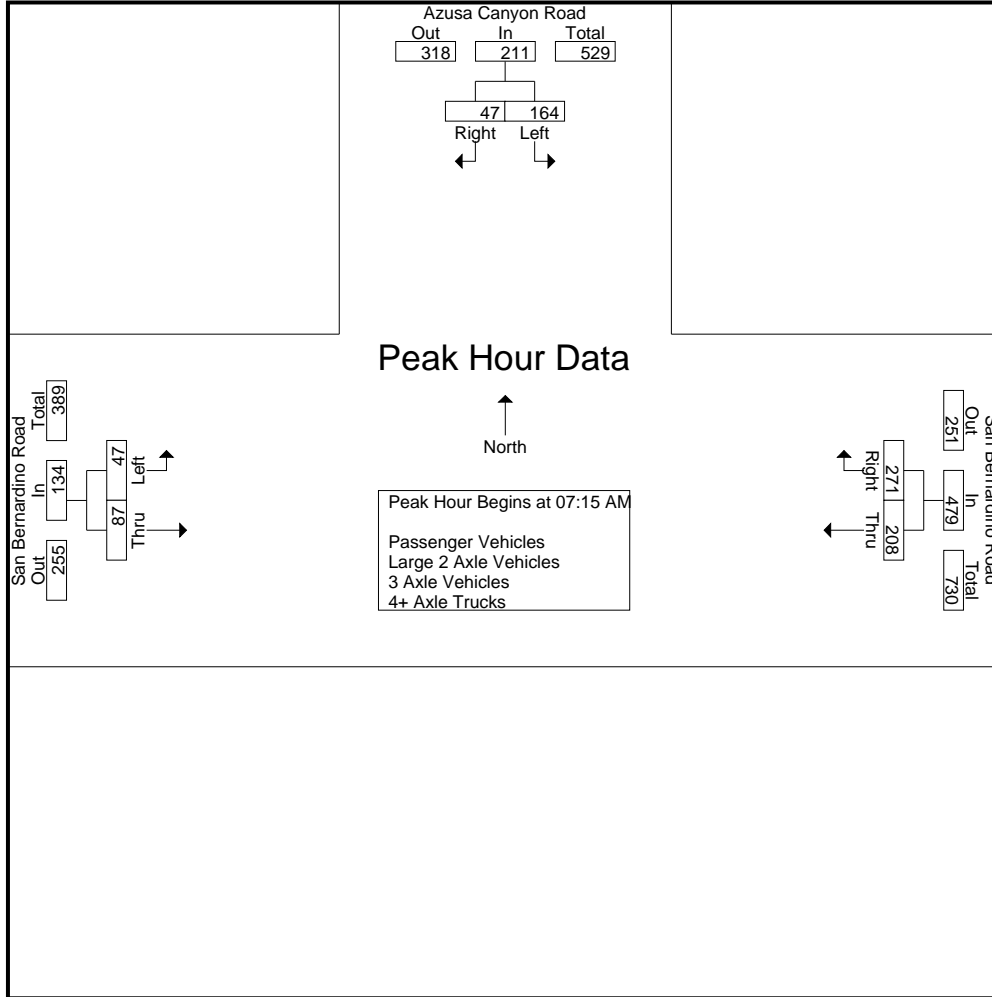 Azusa Canyon Road
Out In Total
318 211 529
47 164
Right Left
Peak Hour Data
North
Peak Hour Begins at 07:15 AM
Passenger Vehicles
Large 2 Axle Vehicles
3 Axle Vehicles
4+ Axle Trucks
San Bernardino Road
Out In Total
255 134 389
Left Thru
47 87
San Bernardino Road
Out In Total
251 479 730
Right Thru
271 208